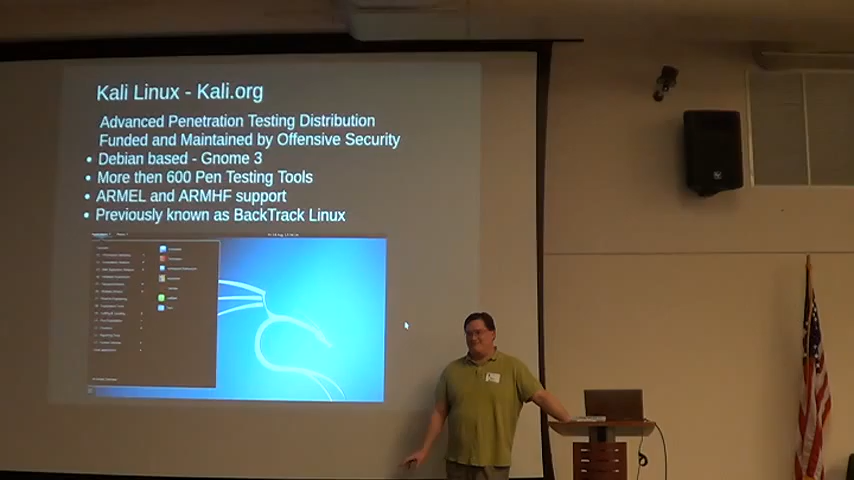 Kali Linux - Kali.org
Advanced Penetration Testing Distribution
Funded and Maintained by Offensive Security
• Debian based - Gnome 3
• More then 600 Pen Testing Tools
• ARMEL and ARMHF support
• Previously known as BackTrack Linux